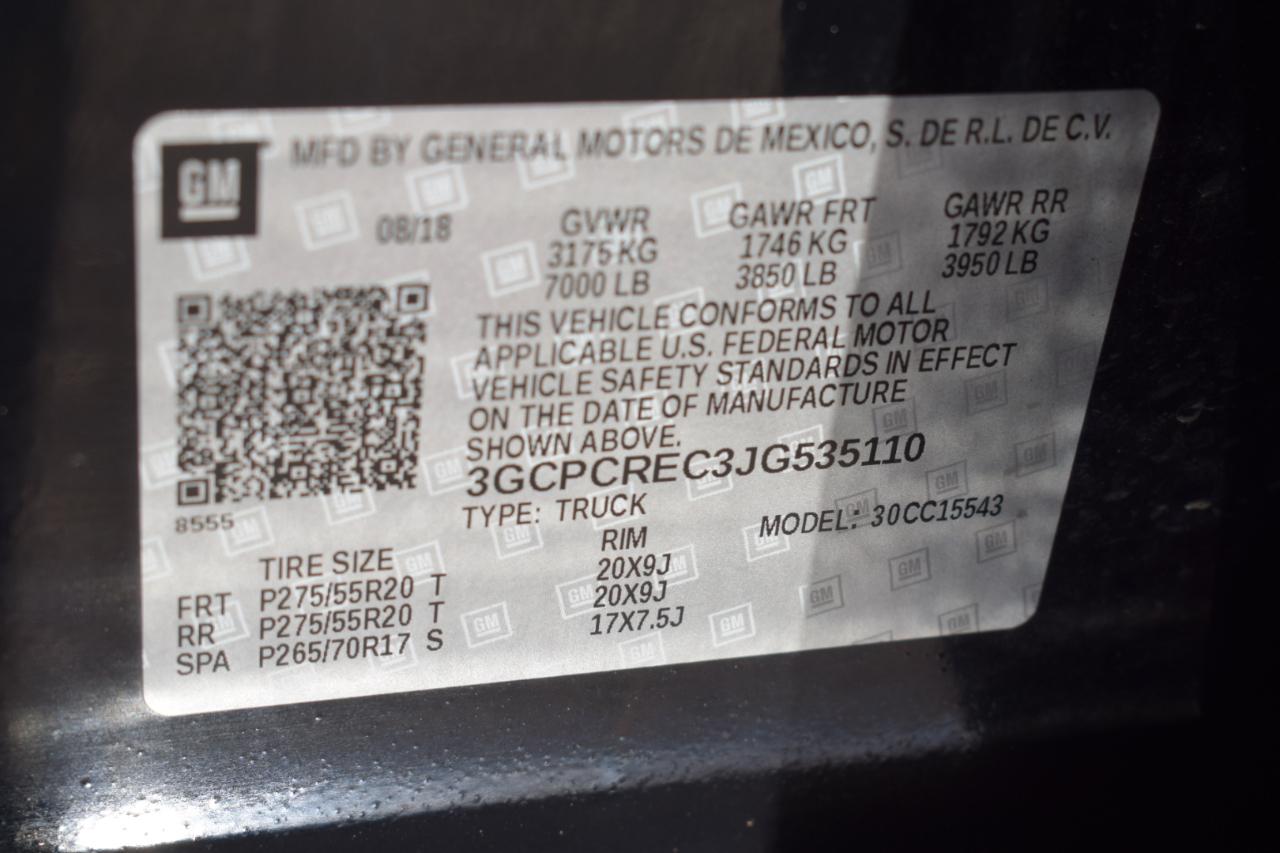 GM
MFD BY GENERAL MOTORS DE MEXICO, S. DE R.L. DE C.V.
08/18 GVWR GAWR FRT GAWR RR
3175 KG 1746 KG 1792 KG
7000 LB 3850 LB 3950 LB
THIS VEHICLE CONFORMS TO ALL
APPLICABLE U.S. FEDERAL MOTOR
VEHICLE SAFETY STANDARDS IN EFFECT
ON THE DATE OF MANUFACTURE
SHOWN ABOVE.
3GCPCREC3JG535110
8555
TYPE: TRUCK MODEL: 30CC15543
TIRE SIZE RIM
FRT P275/55R20 T 20X9J
RR P275/55R20 T 20X9J
SPA P265/70R17 S 17X7.5J